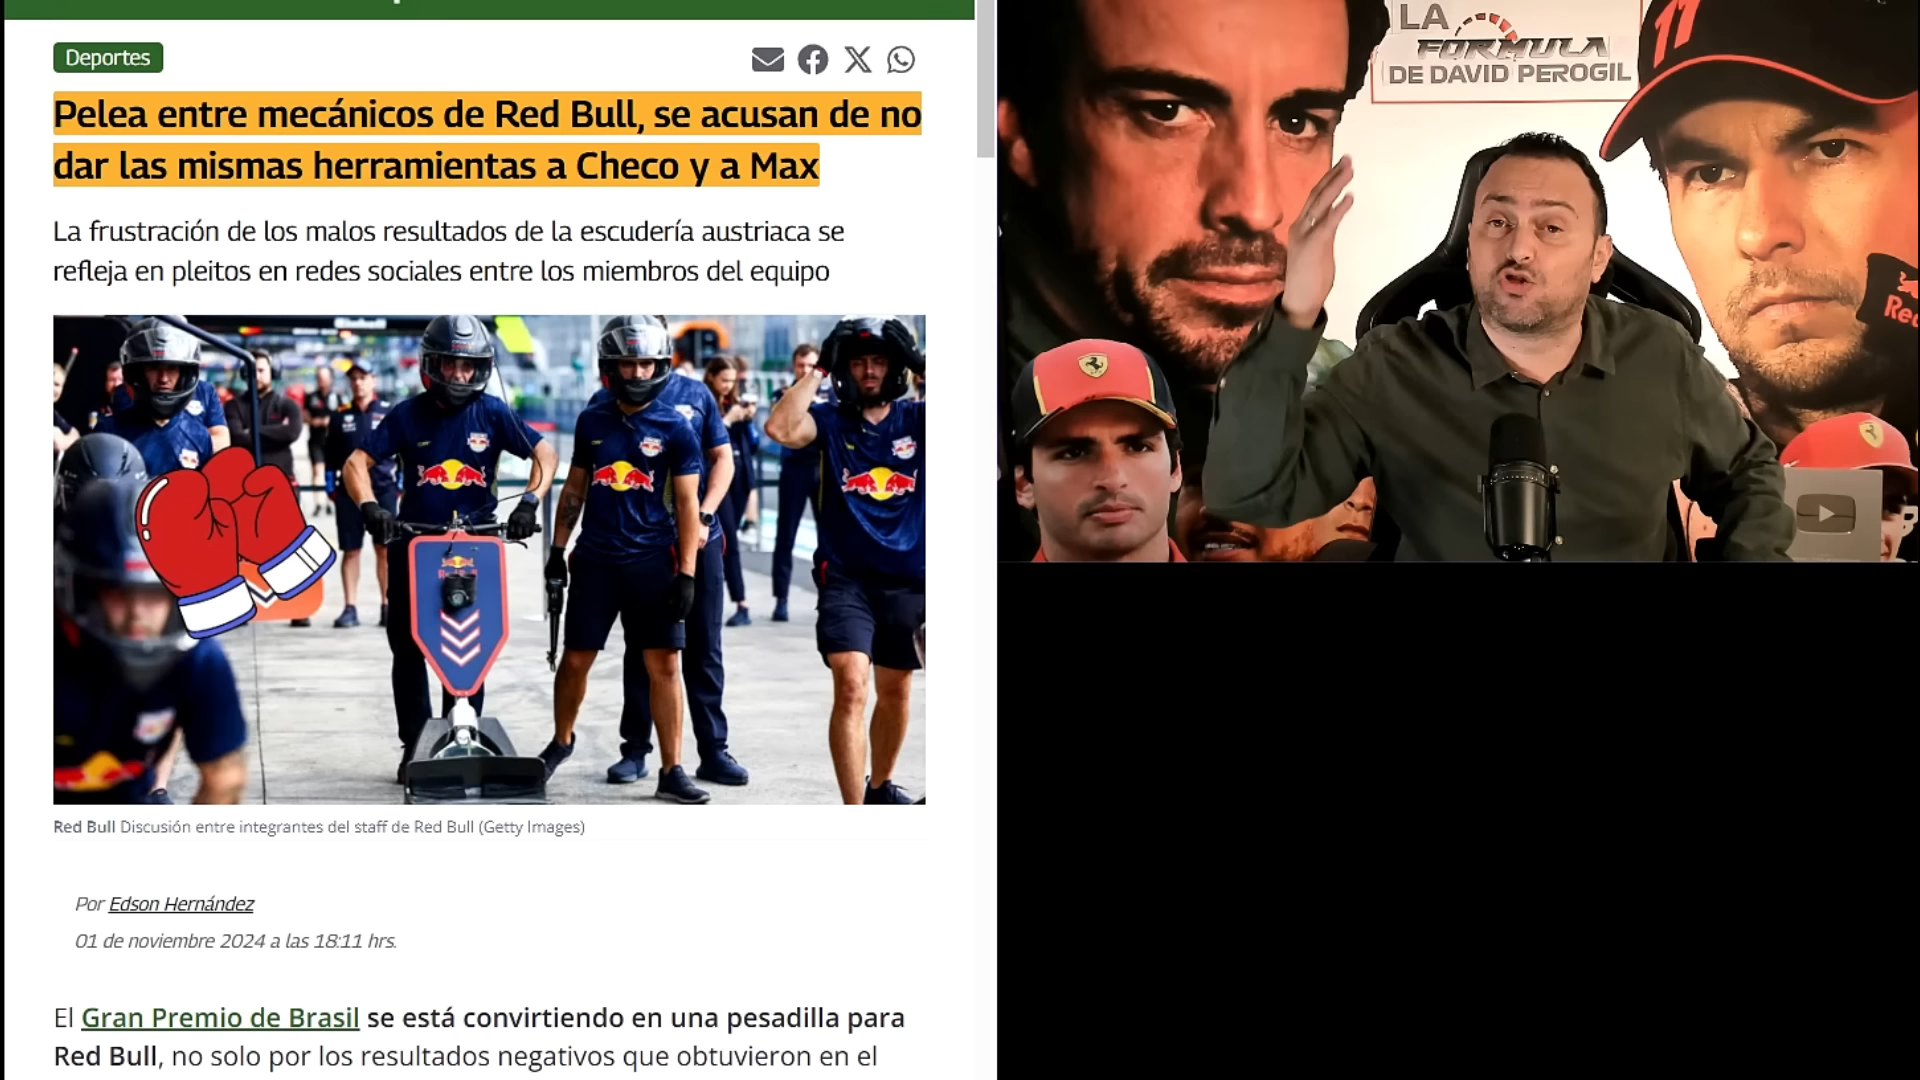 Deportes
Pelea entre mecánicos de Red Bull, se acusan de no
dar las mismas herramientas a Checo y a Max
La frustración de los malos resultados de la escudería austriaca se
refleja en pleitos en redes sociales entre los miembros del equipo
Red Bull Discusión entre integrantes del staff de Red Bull (Getty Images)
Por Edson Hernández
01 de noviembre 2024 a las 18:11 hrs.
El Gran Premio de Brasil se está convirtiendo en una pesadilla para
Red Bull, no solo por los resultados negativos que obtuvieron en el
LA
FORMULA
DE DAVID PEROGIL
11